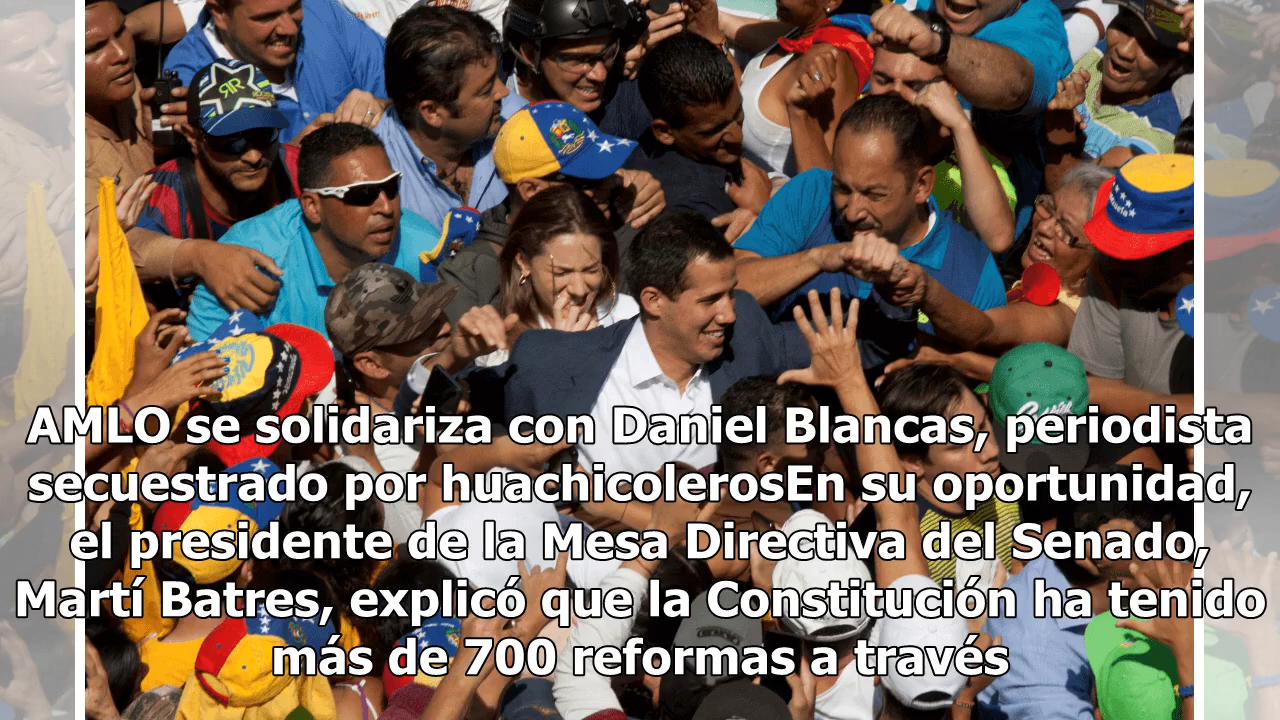 AMLO se solidariza con Daniel Blancas, periodista
secuestrado por huachicolerosEn su oportunidad,
el presidente de la Mesa Directiva del Senado,
Martí Batres, explicó que la Constitución ha tenido
más de 700 reformas a través